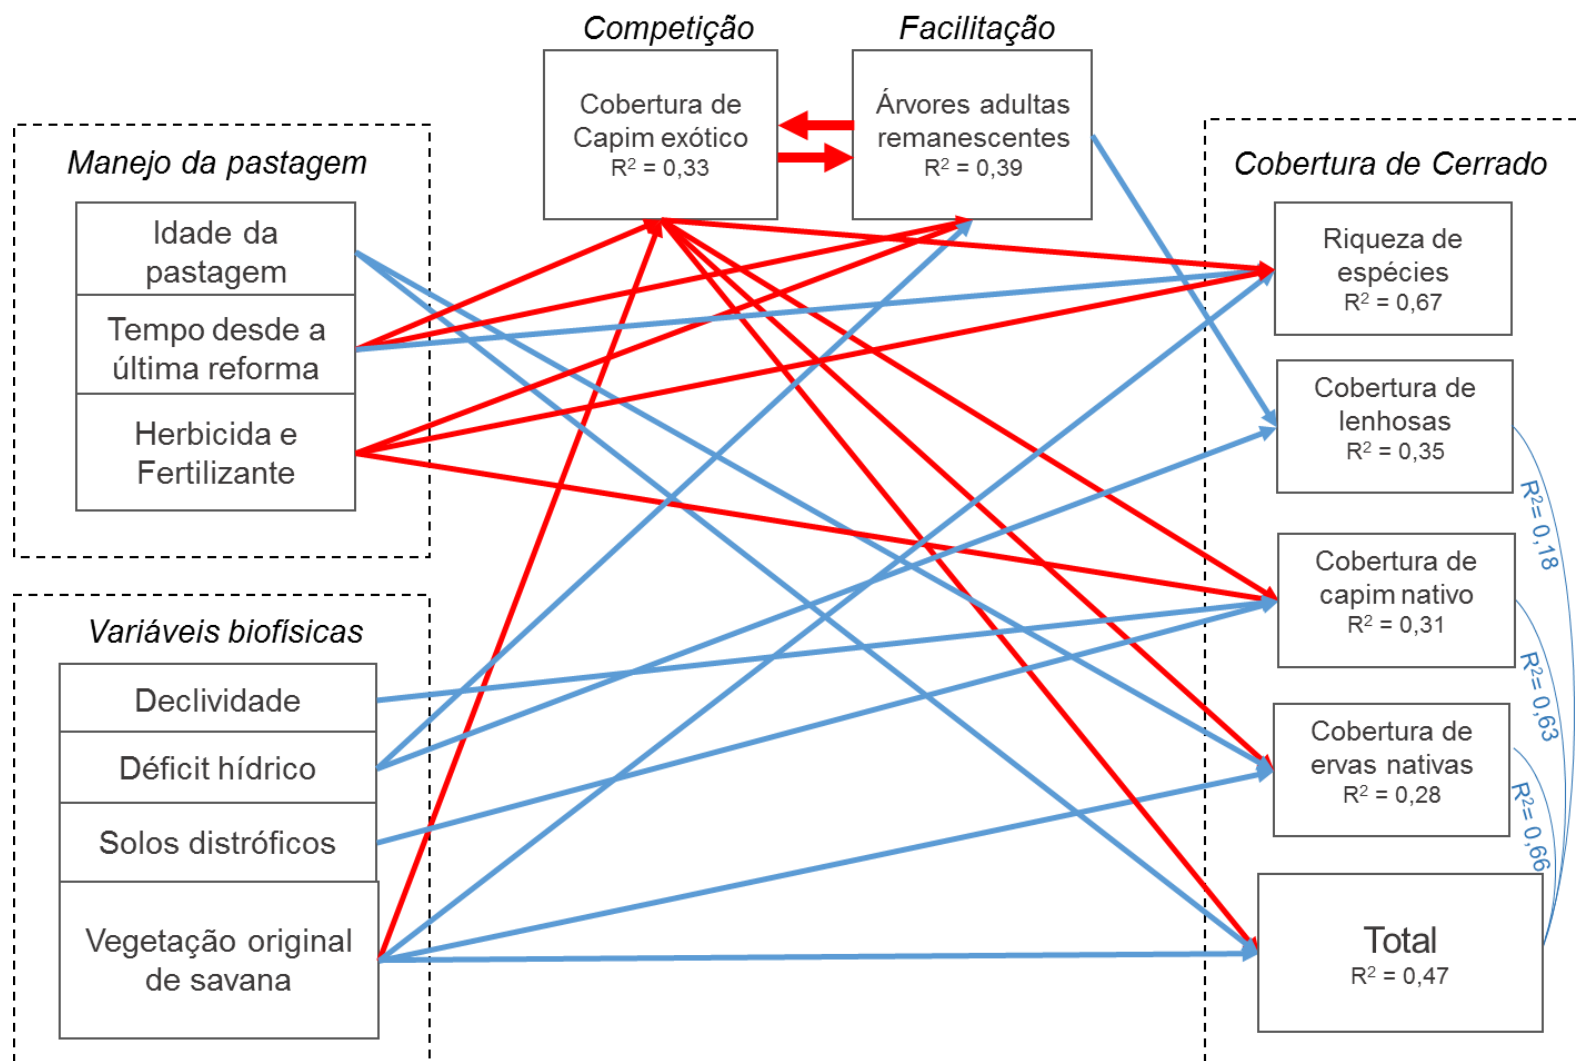 Competição
Cobertura de
Capim exótico
R² = 0,33
Facilitação
Árvores adultas
remanescentes
R² = 0,39
Manejo da pastagem
Idade da
pastagem
Tempo desde a
última reforma
Herbicida e
Fertilizante
Variáveis biofísicas
Declividade
Déficit hídrico
Solos distróficos
Vegetação original
de savana
Cobertura de Cerrado
Riqueza de
espécies
R² = 0,67
Cobertura de
lenhosas
R² = 0,35
Cobertura de
capim nativo
R² = 0,31
Cobertura de
ervas nativas
R² = 0,28
Total
R² = 0,47
R²= 0,18
R²= 0,63
R²= 0,66